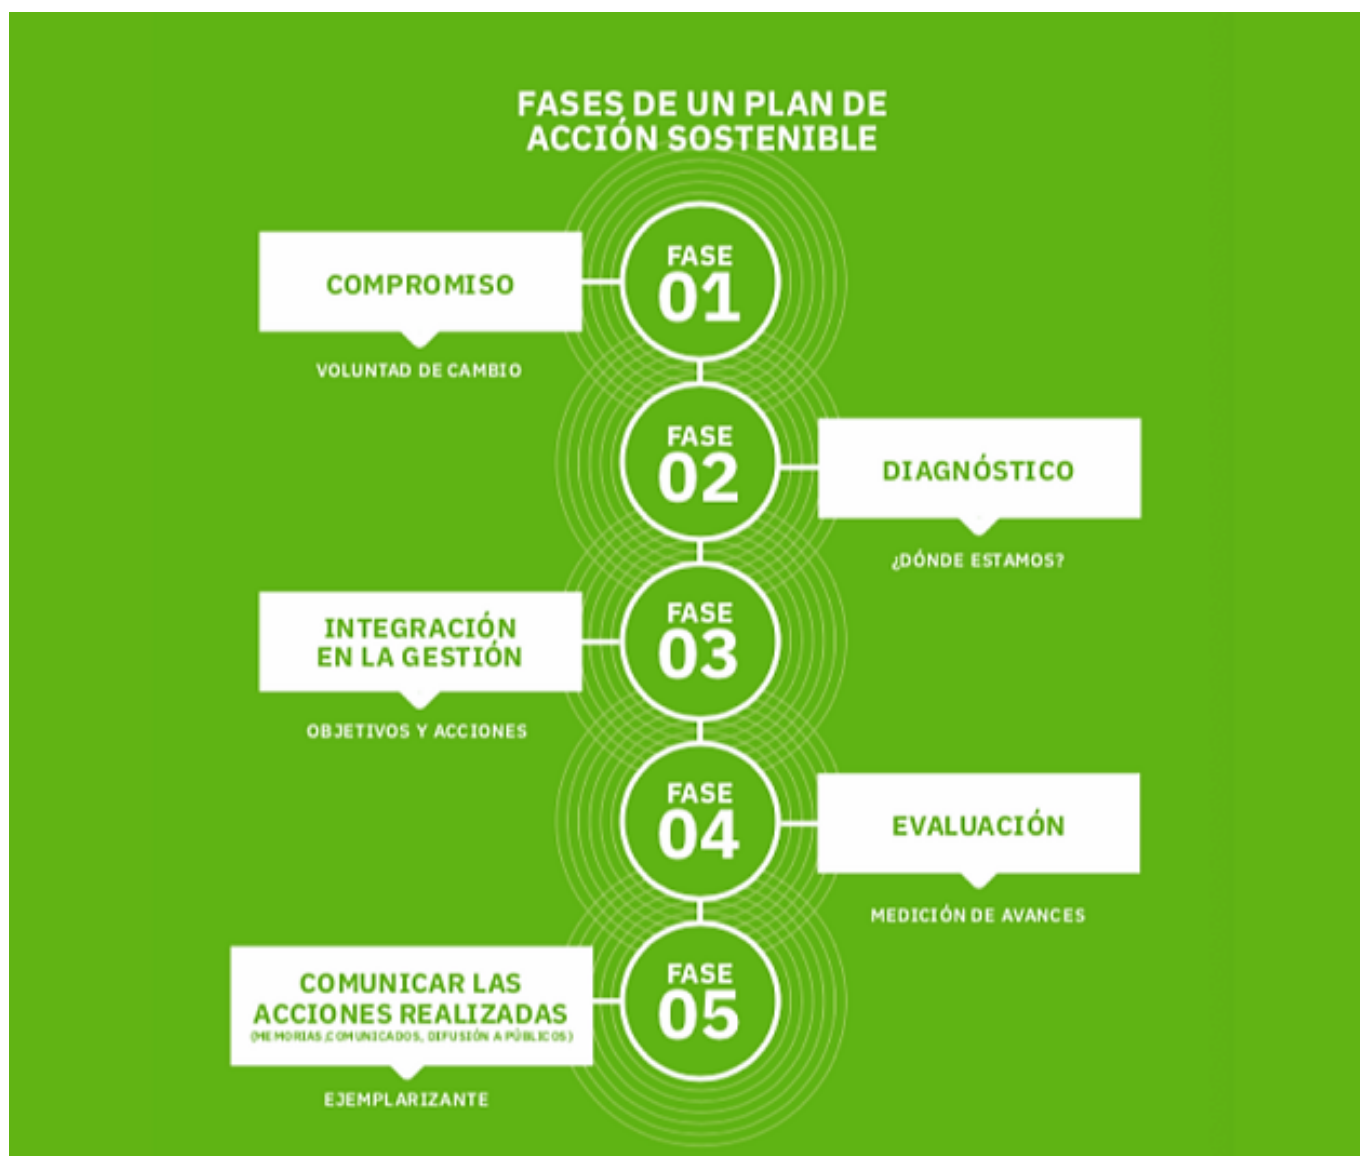 FASES DE UN PLAN DE
ACCIÓN SOSTENIBLE
FASE
01
COMPROMISO
VOLUNTAD DE CAMBIO
FASE
02
DIAGNÓSTICO
¿DÓNDE ESTAMOS?
FASE
03
INTEGRACIÓN
EN LA GESTIÓN
OBJETIVOS Y ACCIONES
FASE
04
EVALUACIÓN
MEDICIÓN DE AVANCES
FASE
05
COMUNICAR LAS
ACCIONES REALIZADAS
(MEMORIAS,COMUNICADOS, DIFUSIÓN A PÚBLICOS)
EJEMPLARIZANTE